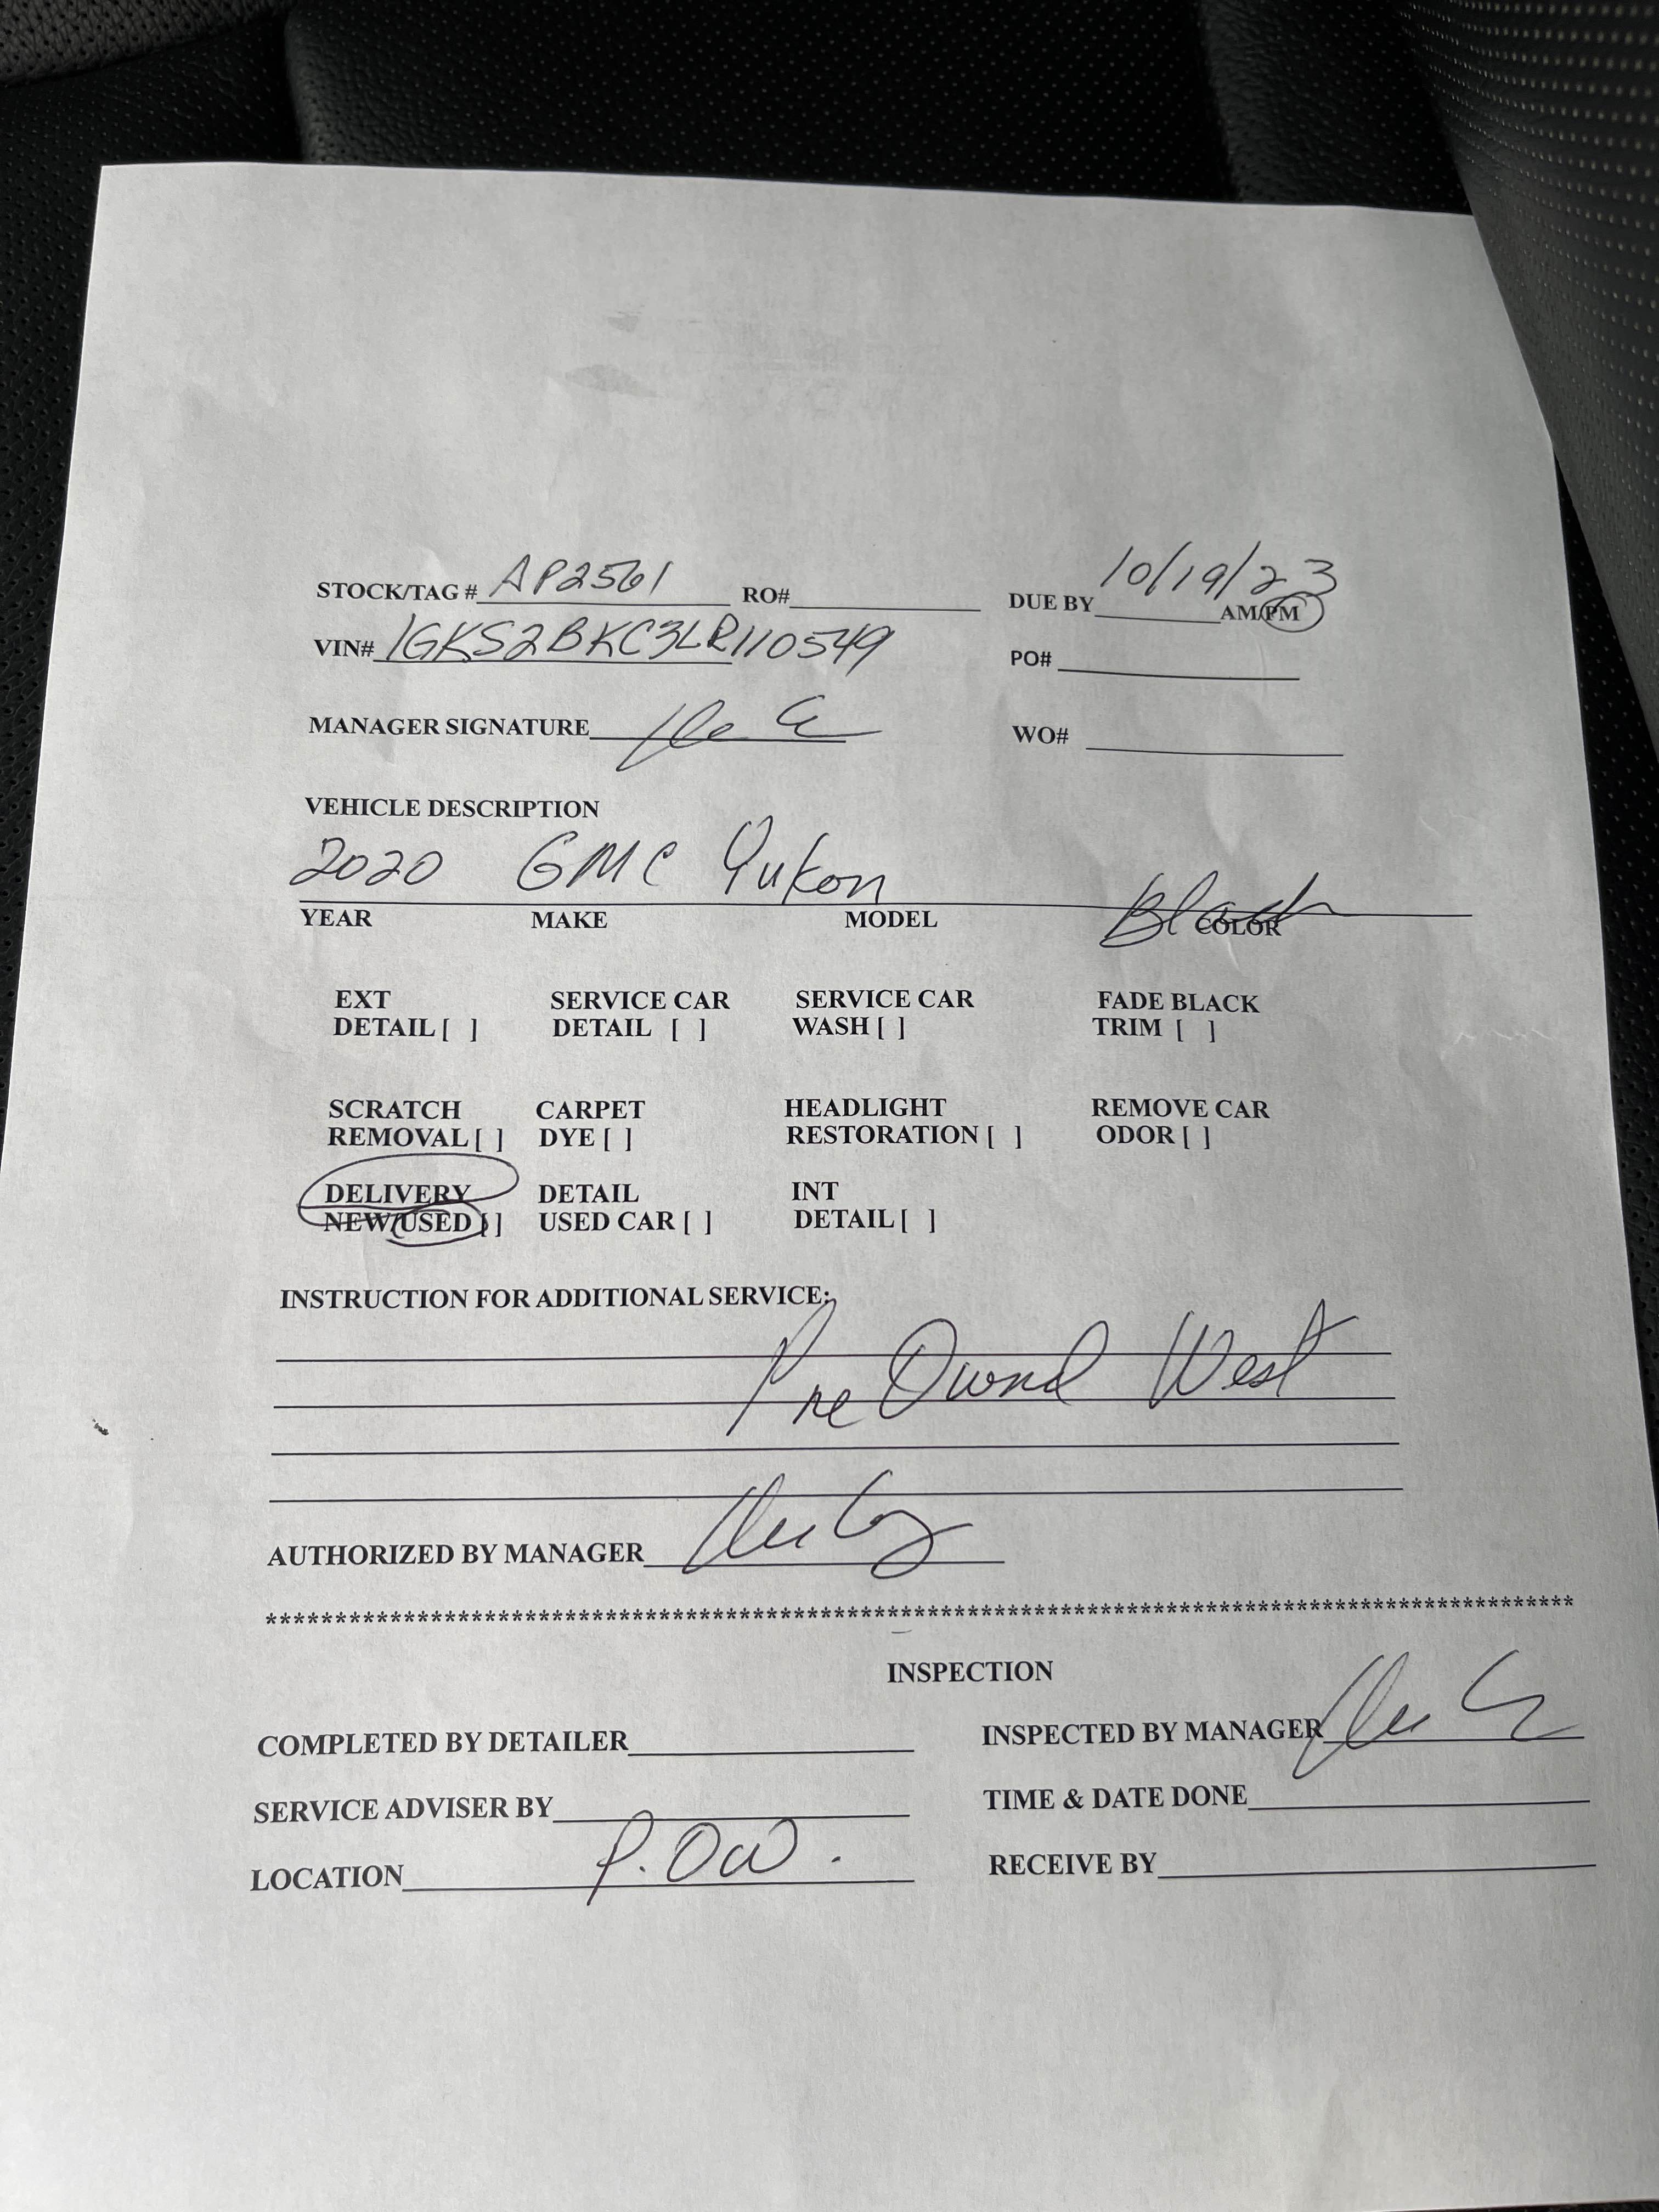 STOCK/TAG # AP2561 RO# DUE BY 10/19/23 AM/PM
VIN# 1GKS2BKC3LR110549 PO#
MANAGER SIGNATURE WO#
VEHICLE DESCRIPTION
2020 GMC Yukon Black
YEAR MAKE MODEL COLOR
EXT SERVICE CAR SERVICE CAR FADE BLACK
DETAIL [ ] DETAIL [ ] WASH [ ] TRIM [ ]
SCRATCH CARPET HEADLIGHT REMOVE CAR
REMOVAL [ ] DYE [ ] RESTORATION [ ] ODOR [ ]
DELIVERY DETAIL INT
NEW/USED [ ] USED CAR [ ] DETAIL [ ]
INSTRUCTION FOR ADDITIONAL SERVICE:
Pre Ownd West
AUTHORIZED BY MANAGER
************************************************************************************************
INSPECTION
COMPLETED BY DETAILER INSPECTED BY MANAGER
SERVICE ADVISER BY TIME & DATE DONE
LOCATION P.OW. RECEIVE BY